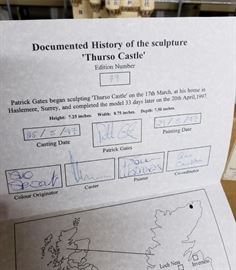 Documented History of the sculpture
'Thurso Castle'
Edition Number
Patrick Gates began sculpting 'Thurso Castle' on the 17th March, at his home in
Haslemere, Surrey, and completed the model 33 days later on the 20th April,1997.
Height: 7.25 inches. Width: 8.75 inches. Depth: 7.50 inches.
Casting Date
Patrick Gates
Painting Date
Colour Originator
Caster
Painter
Co-ordinator
Loch Ness
Inverness